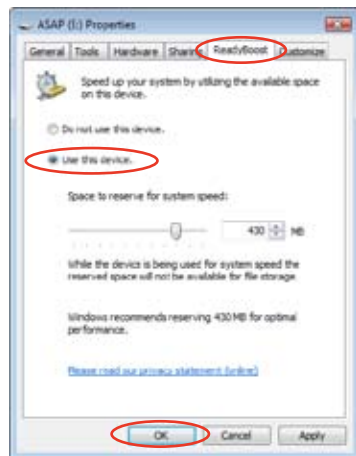 ASAP (I:) Properties
General Tools Hardware Sharing ReadyBoost Customize
Speed up your system by utilizing the available space
on this device.
Do not use this device.
Use this device.
Space to reserve for system speed:
430 MB
While the device is being used for system speed the
reserved space will not be available for file storage.
Windows recommends reserving 430 MB for optimal
performance.
Please read our privacy statement (online)
OK Cancel Apply